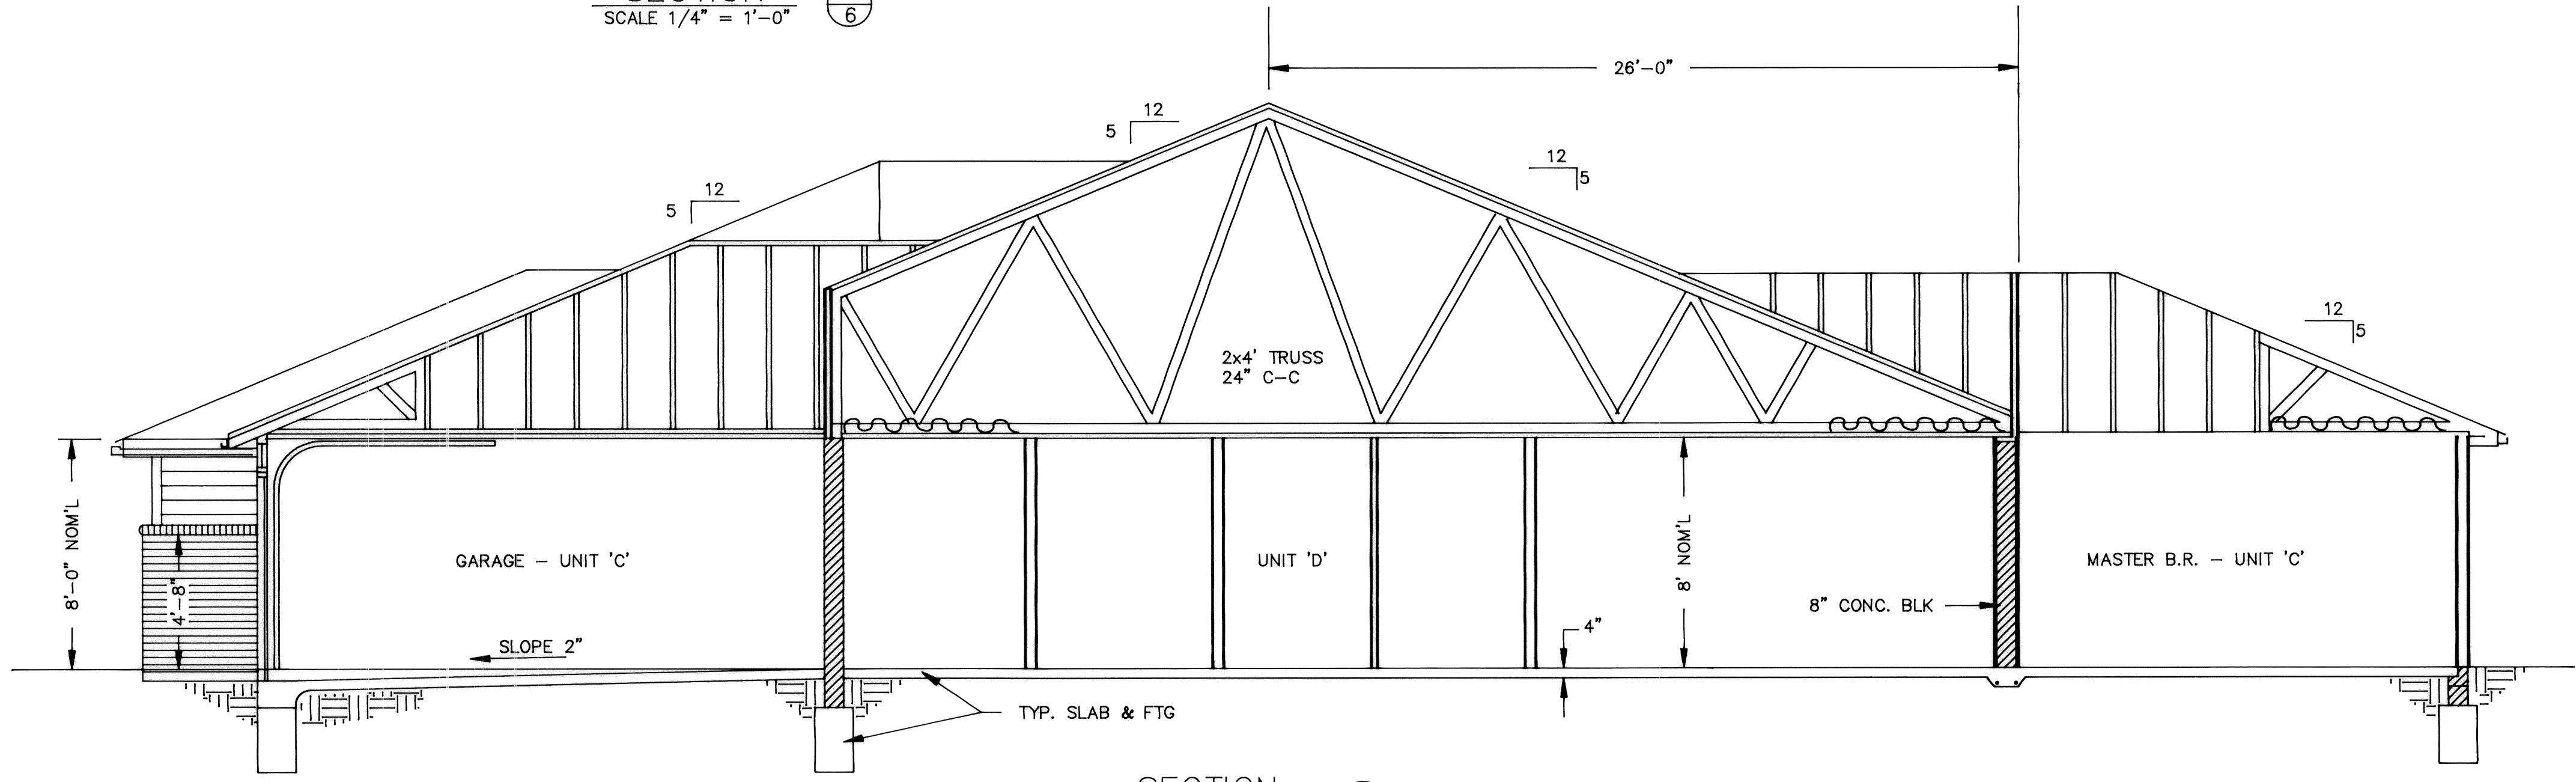 SECTION
SCALE 1/4" = 1'-0"
6
26'-0"
12
5
12
5
12
5
12
5
2x4' TRUSS
24" C-C
8'-0" NOM'L
4'-8"
GARAGE - UNIT 'C'
UNIT 'D'
8' NOM'L
MASTER B.R. - UNIT 'C'
8" CONC. BLK
SLOPE 2"
4"
TYP. SLAB & FTG
SECTION